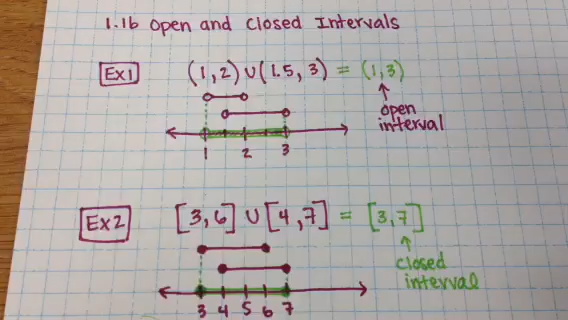 1.1b Open and Closed Intervals
Ex1 (1,2) ∪ (1.5, 3) = (1,3)
open
interval
1 2 3
Ex2 [3,6] ∪ [4,7] = [3,7]
closed
interval
3 4 5 6 7